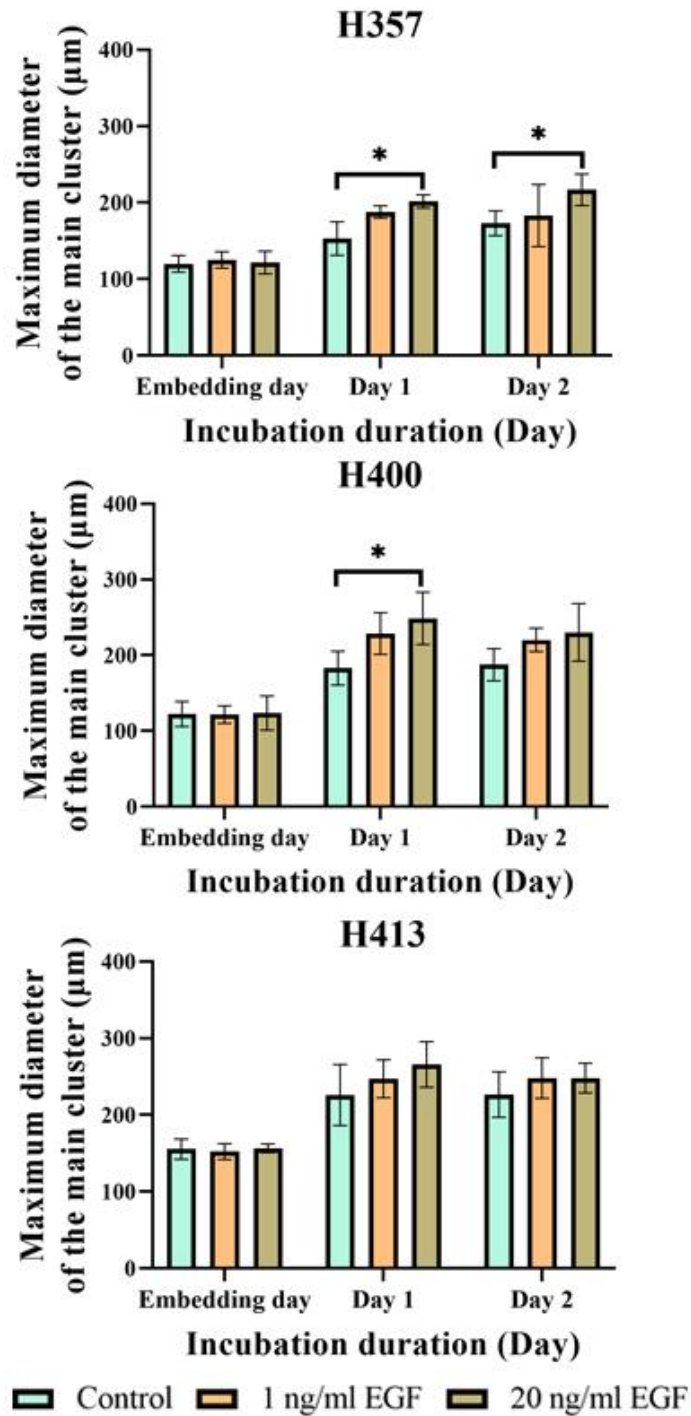 H357
Maximum diameter
of the main cluster (μm)
400
300
200
100
0
*
*
Embedding day
Day 1
Day 2
Incubation duration (Day)
H400
Maximum diameter
of the main cluster (μm)
400
300
200
100
0
*
Embedding day
Day 1
Day 2
Incubation duration (Day)
H413
Maximum diameter
of the main cluster (μm)
400
300
200
100
0
Embedding day
Day 1
Day 2
Incubation duration (Day)
Control
1 ng/ml EGF
20 ng/ml EGF